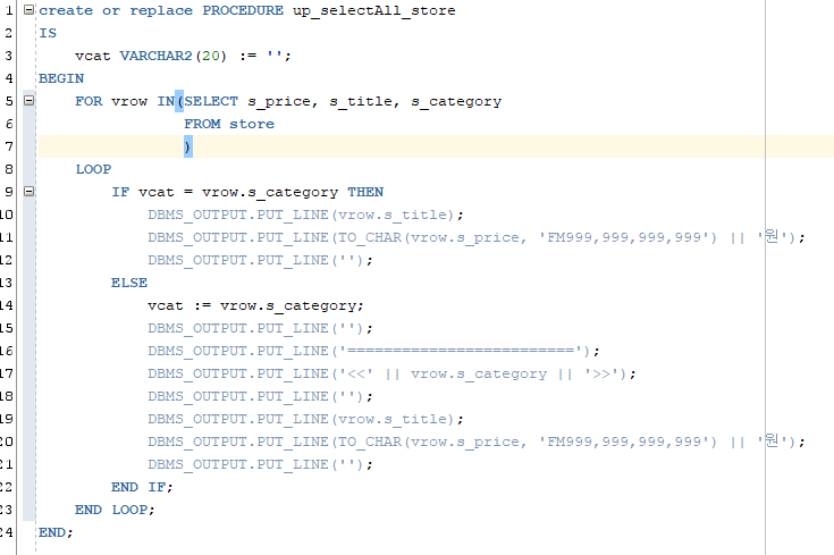 1 create or replace PROCEDURE up_selectAll_store
2 IS
3 vcat VARCHAR2(20) := '';
4 BEGIN
5 FOR vrow IN(SELECT s_price, s_title, s_category
6 FROM store
7 )
8 LOOP
9 IF vcat = vrow.s_category THEN
10 DBMS_OUTPUT.PUT_LINE(vrow.s_title);
11 DBMS_OUTPUT.PUT_LINE(TO_CHAR(vrow.s_price, 'FM999,999,999,999') || '원');
12 DBMS_OUTPUT.PUT_LINE('');
13 ELSE
14 vcat := vrow.s_category;
15 DBMS_OUTPUT.PUT_LINE('');
16 DBMS_OUTPUT.PUT_LINE('=========================');
17 DBMS_OUTPUT.PUT_LINE('<<' || vrow.s_category || '>>');
18 DBMS_OUTPUT.PUT_LINE('');
19 DBMS_OUTPUT.PUT_LINE(vrow.s_title);
20 DBMS_OUTPUT.PUT_LINE(TO_CHAR(vrow.s_price, 'FM999,999,999,999') || '원');
21 DBMS_OUTPUT.PUT_LINE('');
22 END IF;
23 END LOOP;
24 END;